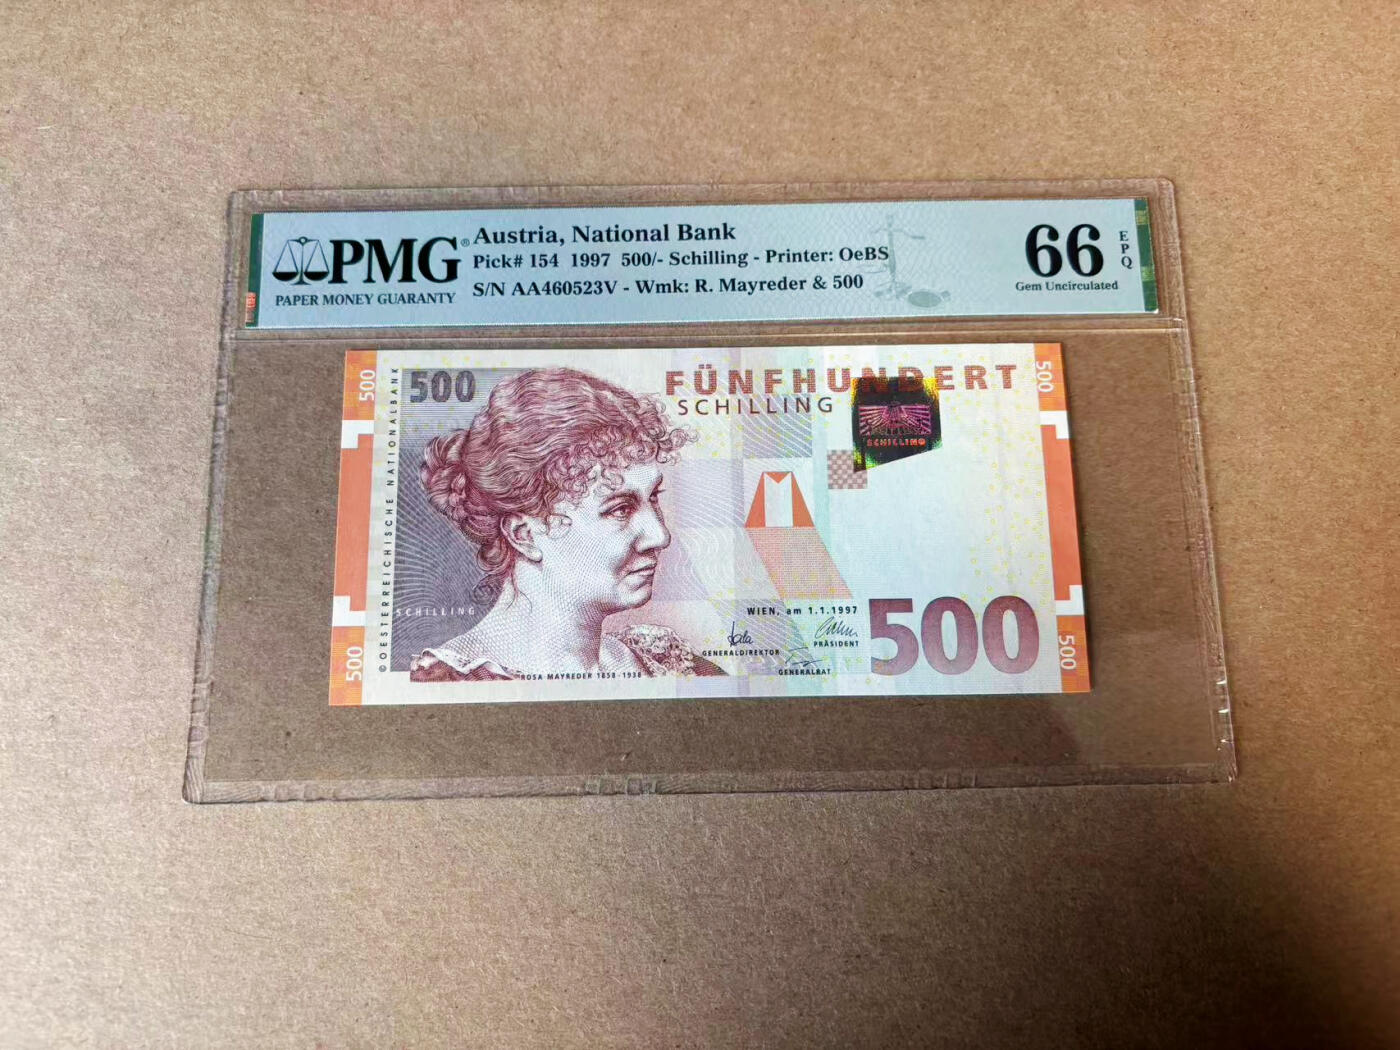 PMG®
PAPER MONEY GUARANTY
Austria, National Bank
Pick# 154 1997 500/- Schilling - Printer: OeBS
S/N AA460523V - Wmk: R. Mayreder & 500
66
EPQ
Gem Uncirculated
500
500
©OESTERREICHISCHE NATIONALBANK
500
SCHILLING
ROSA MAYREDER 1858-1938
FÜNFHUNDERT
SCHILLING
SCHILLING
WIEN, am 1.1.1997
GENERALDIREKTOR
PRÄSIDENT
GENERALRAT
500
500
500